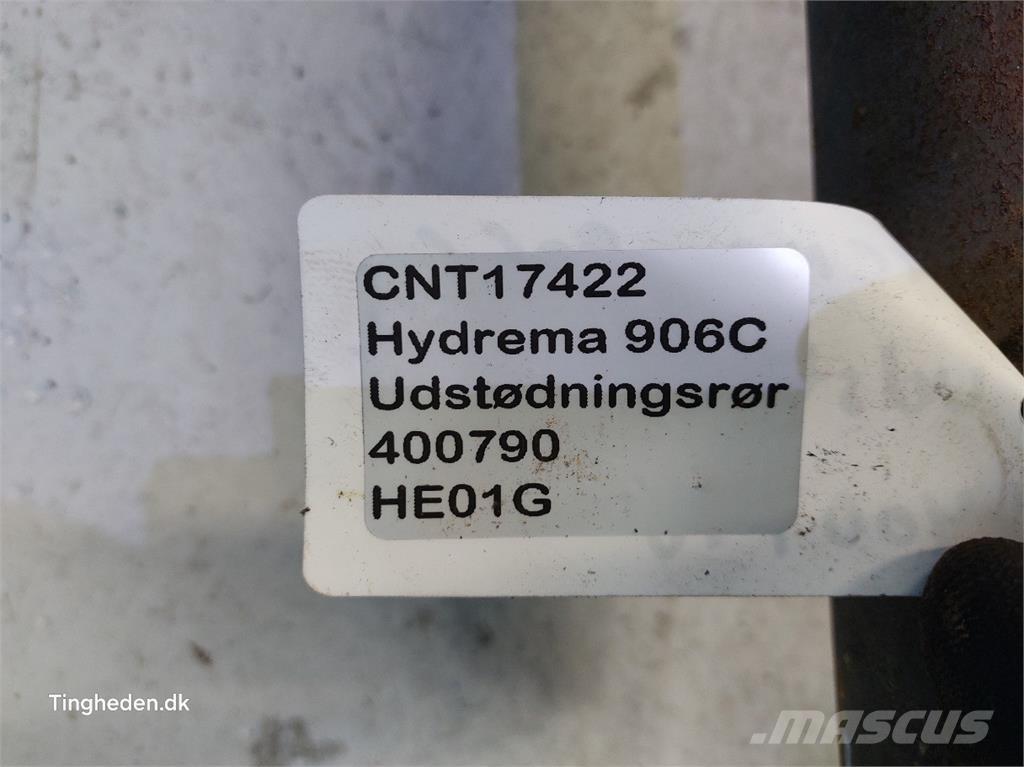 CNT17422
Hydrema 906C
Udstødningsrør
400790
HE01G
Tingheden.dk
MASCUS